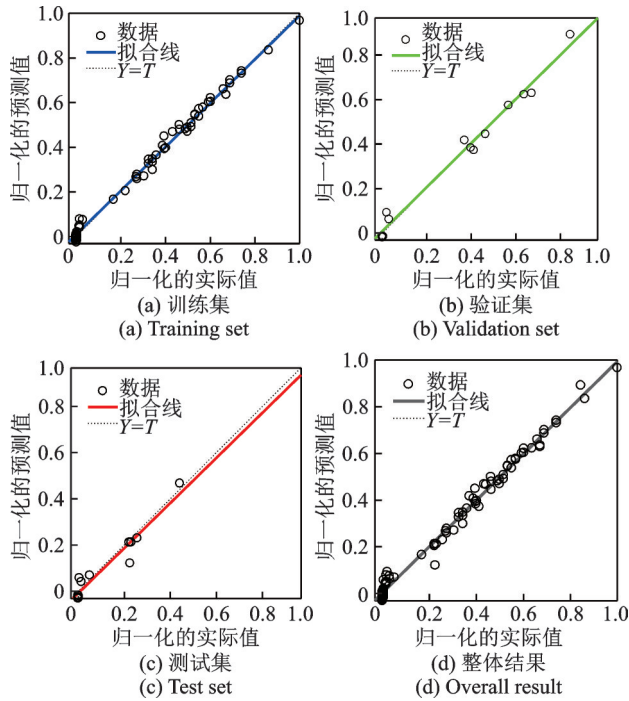 1.0
0.8
0.6
0.4
0.2
0
归一化的预测值
数据
拟合线
Y=T
0 0.2 0.4 0.6 0.8 1.0
归一化的实际值
(a) 训练集
(a) Training set
1.0
0.8
0.6
0.4
0.2
0
归一化的预测值
数据
拟合线
Y=T
0 0.2 0.4 0.6 0.8 1.0
归一化的实际值
(b) 验证集
(b) Validation set
1.0
0.8
0.6
0.4
0.2
0
归一化的预测值
数据
拟合线
Y=T
0 0.2 0.4 0.6 0.8 1.0
归一化的实际值
(c) 测试集
(c) Test set
1.0
0.8
0.6
0.4
0.2
0
归一化的预测值
数据
拟合线
Y=T
0 0.2 0.4 0.6 0.8 1.0
归一化的实际值
(d) 整体结果
(d) Overall result